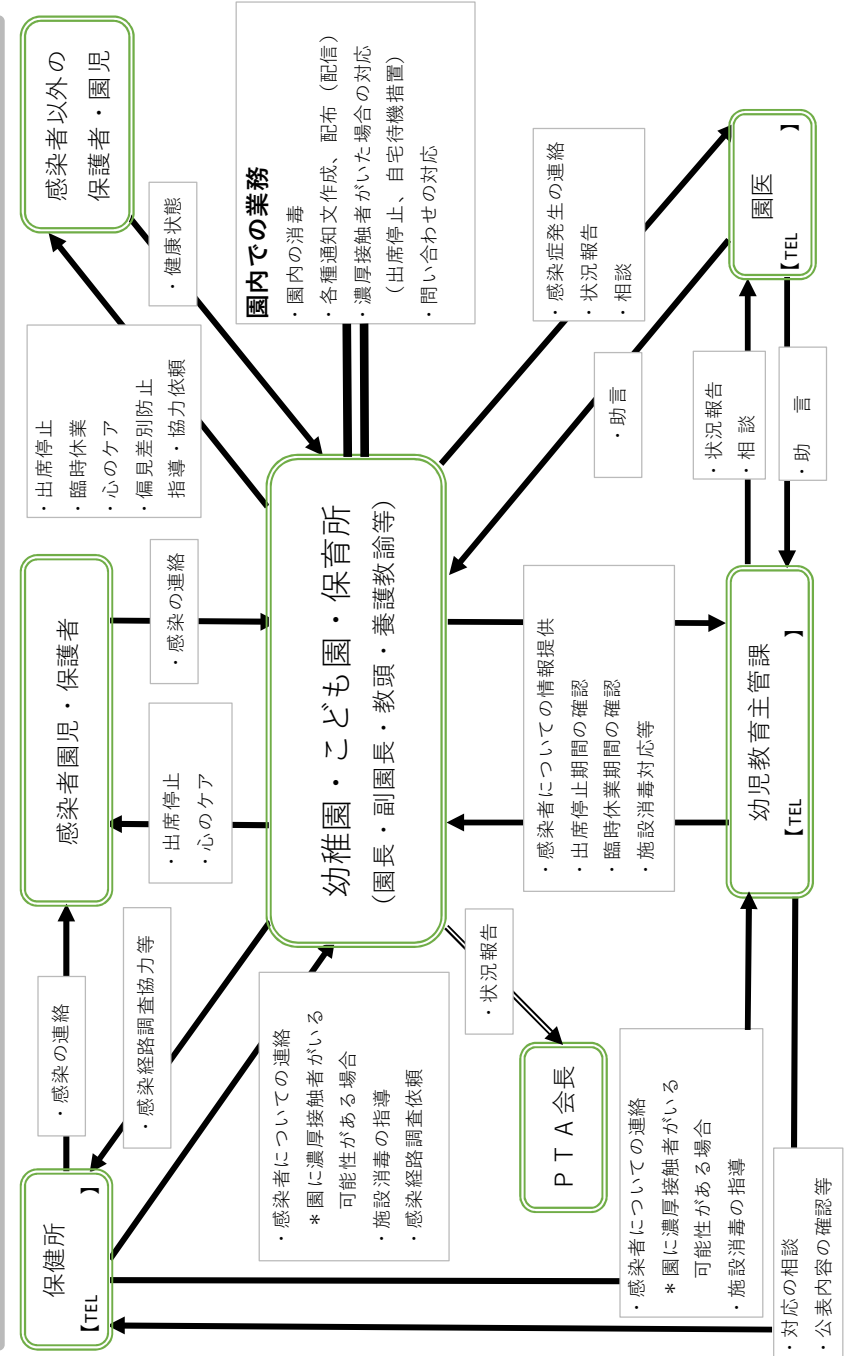 保健所
【TEL　　　　　】
・感染の連絡
感染者園児・保護者
感染者以外の
保護者・園児
・感染経路調査協力等
・出席停止
・心のケア
・感染の連絡
・出席停止
・臨時休業
・心のケア
・偏見差別防止
指導・協力依頼
・健康状態
・感染者についての連絡
＊園に濃厚接触者がいる
可能性がある場合
・施設消毒の指導
・感染経路調査依頼
幼稚園・こども園・保育所
（園長・副園長・教頭・養護教諭等）
園内での業務
・園内の消毒
・各種通知文作成、配布（配信）
・濃厚接触者がいた場合の対応
（出席停止、自宅待機措置）
・問い合わせの対応
・状況報告
ＰＴＡ会長
・感染者についての情報提供
・出席停止期間の確認
・臨時休業期間の確認
・施設消毒対応等
・助言
・感染症発生の連絡
・状況報告
・相談
・感染者についての連絡
＊園に濃厚接触者がいる
可能性がある場合
・施設消毒の指導
幼児教育主管課
【TEL　　　　　】
・状況報告
・相談
・助　言
園医
【TEL　　　　　】
・対応の相談
・公表内容の確認等